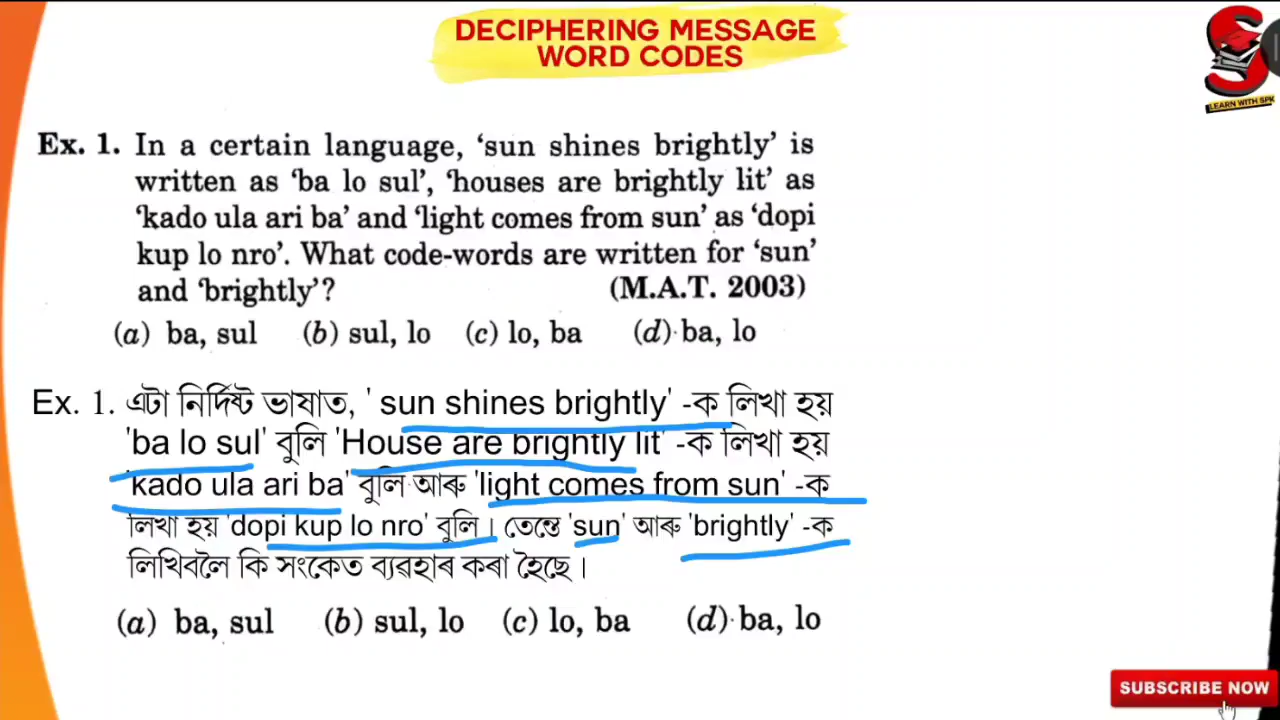 DECIPHERING MESSAGE
WORD CODES
LEARN WITH SPK
Ex. 1. In a certain language, ‘sun shines brightly’ is
written as ‘ba lo sul’, ‘houses are brightly lit’ as
‘kado ula ari ba’ and ‘light comes from sun’ as ‘dopi
kup lo nro’. What code-words are written for ‘sun’
and ‘brightly’? (M.A.T. 2003)
(a) ba, sul (b) sul, lo (c) lo, ba (d) ba, lo
Ex. 1. এটা নিৰ্দিষ্ট ভাষাত, ' sun shines brightly' -ক লিখা হয়
'ba lo sul' বুলি 'House are brightly lit' -ক লিখা হয়
'kado ula ari ba' বুলি আৰু 'light comes from sun' -ক
লিখা হয় 'dopi kup lo nro' বুলি । তেন্তে 'sun' আৰু 'brightly' -ক
লিখিবলৈ কি সংকেত ব্যৱহাৰ কৰা হৈছে ।
(a) ba, sul (b) sul, lo (c) lo, ba (d) ba, lo
SUBSCRIBE NOW